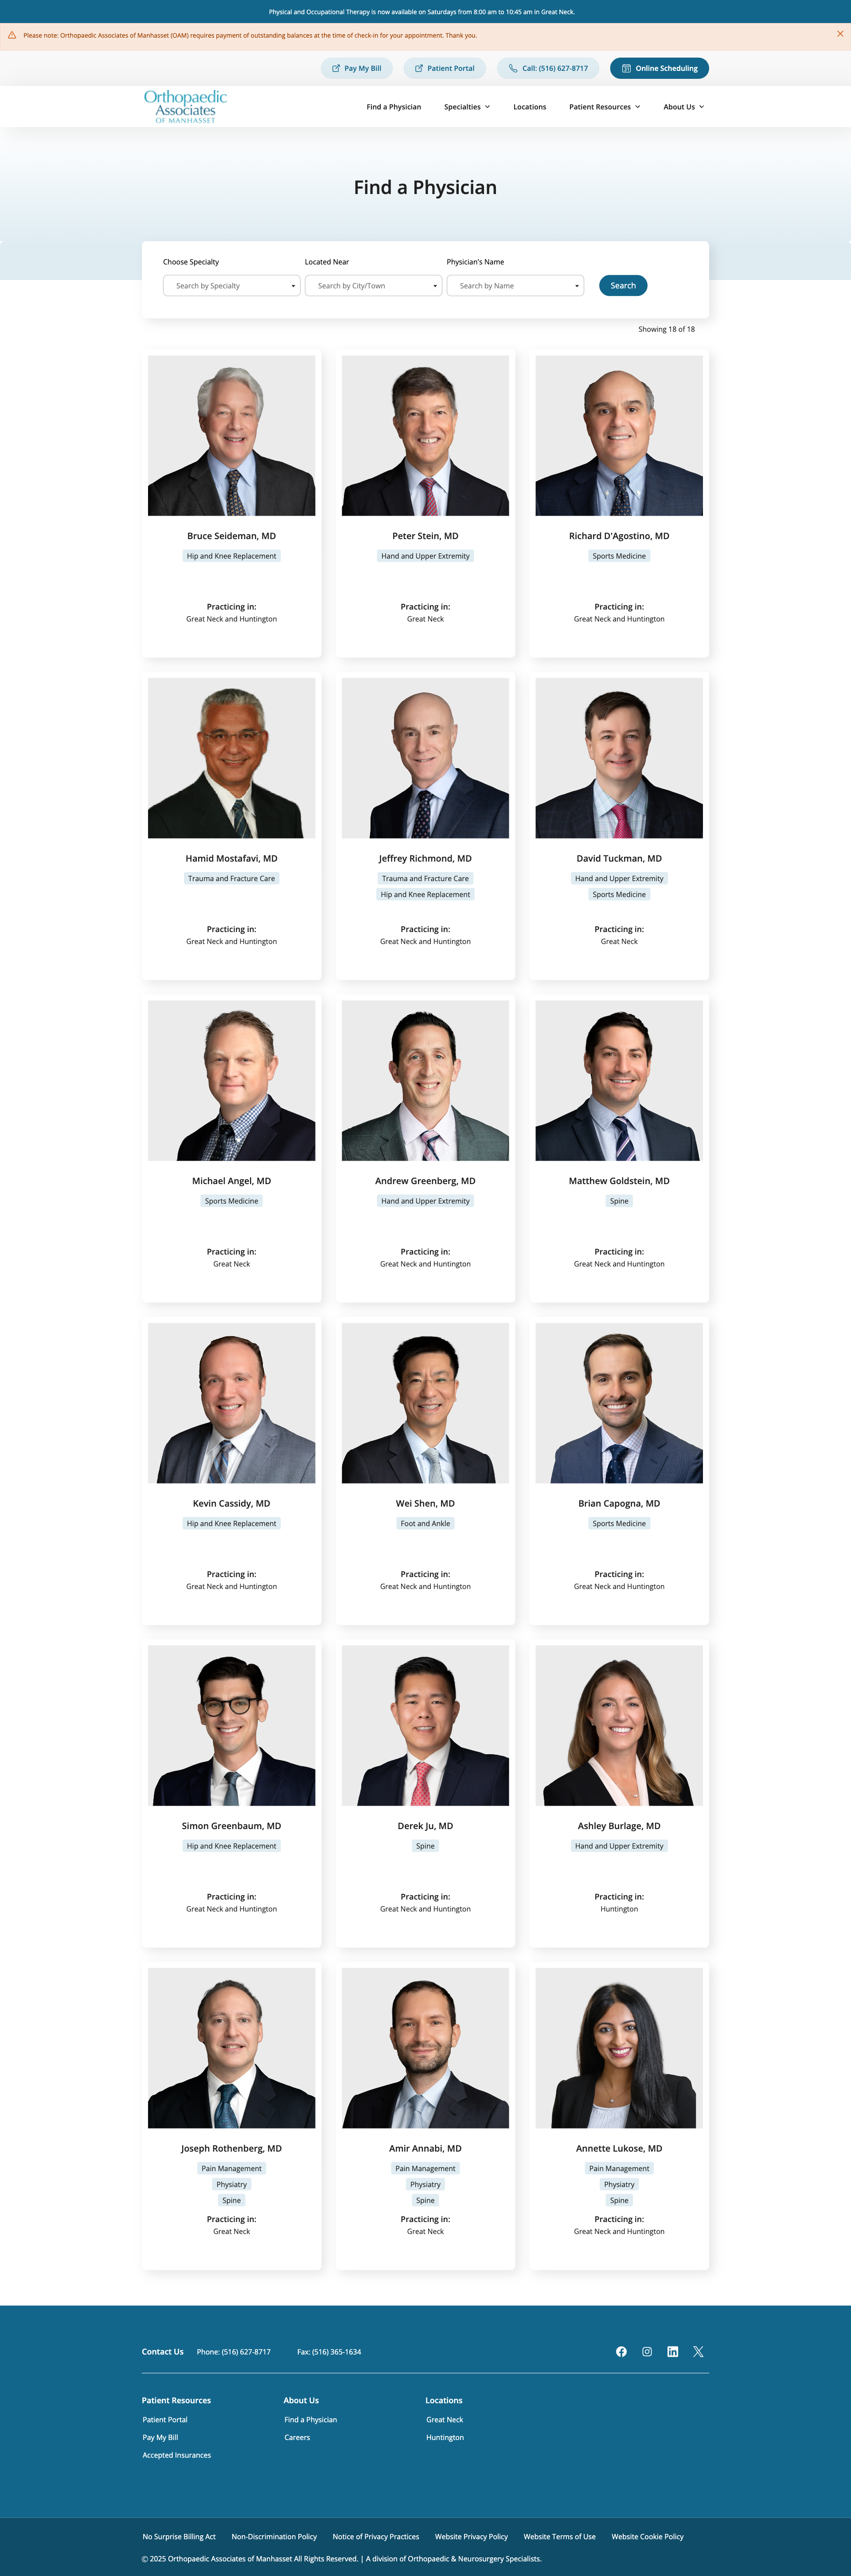 Physical and Occupational Therapy is now available on Saturdays from 8:00 am to 10:45 am in Great Neck.
Please note: Orthopaedic Associates of Manhasset (OAM) requires payment of outstanding balances at the time of check-in for your appointment. Thank you.
Pay My Bill
Patient Portal
Call: (516) 627-8717
Online Scheduling
Orthopaedic
Associates
OF MANHASSET
Find a Physician
Specialties
Locations
Patient Resources
About Us
Find a Physician
Choose Specialty
Located Near
Physician's Name
Search by Specialty
Search by City/Town
Search by Name
Search
Showing 18 of 18
Bruce Seideman, MD
Hip and Knee Replacement
Practicing in:
Great Neck and Huntington
Peter Stein, MD
Hand and Upper Extremity
Practicing in:
Great Neck
Richard D'Agostino, MD
Sports Medicine
Practicing in:
Great Neck and Huntington
Hamid Mostafavi, MD
Trauma and Fracture Care
Practicing in:
Great Neck and Huntington
Jeffrey Richmond, MD
Trauma and Fracture Care
Hip and Knee Replacement
Practicing in:
Great Neck and Huntington
David Tuckman, MD
Hand and Upper Extremity
Sports Medicine
Practicing in:
Great Neck
Michael Angel, MD
Sports Medicine
Practicing in:
Great Neck
Andrew Greenberg, MD
Hand and Upper Extremity
Practicing in:
Great Neck and Huntington
Matthew Goldstein, MD
Spine
Practicing in:
Great Neck and Huntington
Kevin Cassidy, MD
Hip and Knee Replacement
Practicing in:
Great Neck and Huntington
Wei Shen, MD
Foot and Ankle
Practicing in:
Great Neck and Huntington
Brian Capogna, MD
Sports Medicine
Practicing in:
Great Neck and Huntington
Simon Greenbaum, MD
Hip and Knee Replacement
Practicing in:
Great Neck and Huntington
Derek Ju, MD
Spine
Practicing in:
Great Neck and Huntington
Ashley Burlage, MD
Hand and Upper Extremity
Practicing in:
Huntington
Joseph Rothenberg, MD
Pain Management
Physiatry
Spine
Practicing in:
Great Neck
Amir Annabi, MD
Pain Management
Physiatry
Spine
Practicing in:
Great Neck
Annette Lukose, MD
Pain Management
Physiatry
Spine
Practicing in:
Great Neck and Huntington
Contact Us
Phone: (516) 627-8717
Fax: (516) 365-1634
Patient Resources
Patient Portal
Pay My Bill
Accepted Insurances
About Us
Find a Physician
Careers
Locations
Great Neck
Huntington
No Surprise Billing Act
Non-Discrimination Policy
Notice of Privacy Practices
Website Privacy Policy
Website Terms of Use
Website Cookie Policy
© 2025 Orthopaedic Associates of Manhasset All Rights Reserved. | A division of Orthopaedic & Neurosurgery Specialists.